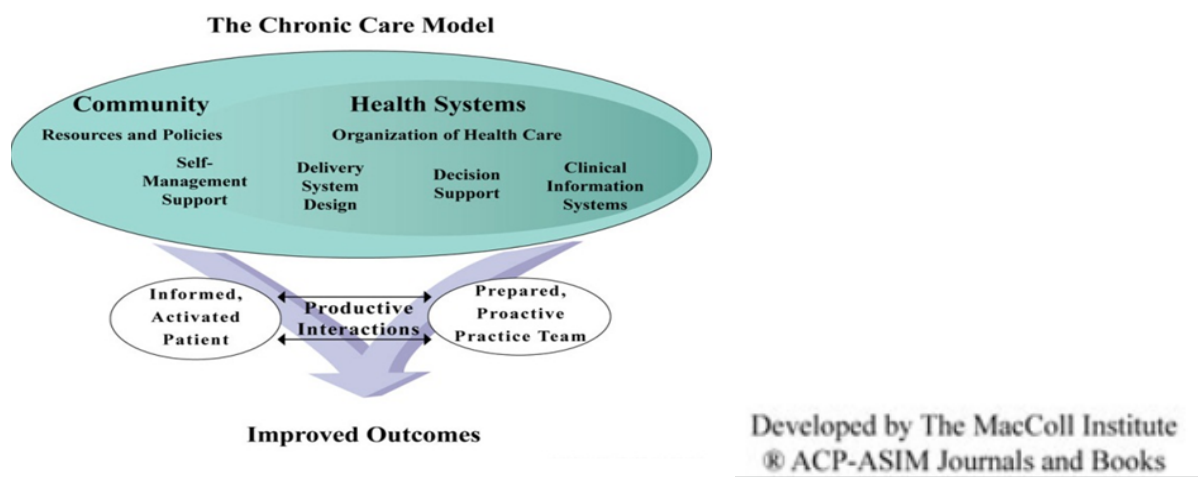 The Chronic Care Model
Community
Resources and Policies
Health Systems
Organization of Health Care
Self-
Management
Support
Delivery
System
Design
Decision
Support
Clinical
Information
Systems
Informed,
Activated
Patient
Productive
Interactions
Prepared,
Proactive
Practice Team
Improved Outcomes
Developed by The MacColl Institute
® ACP-ASIM Journals and Books